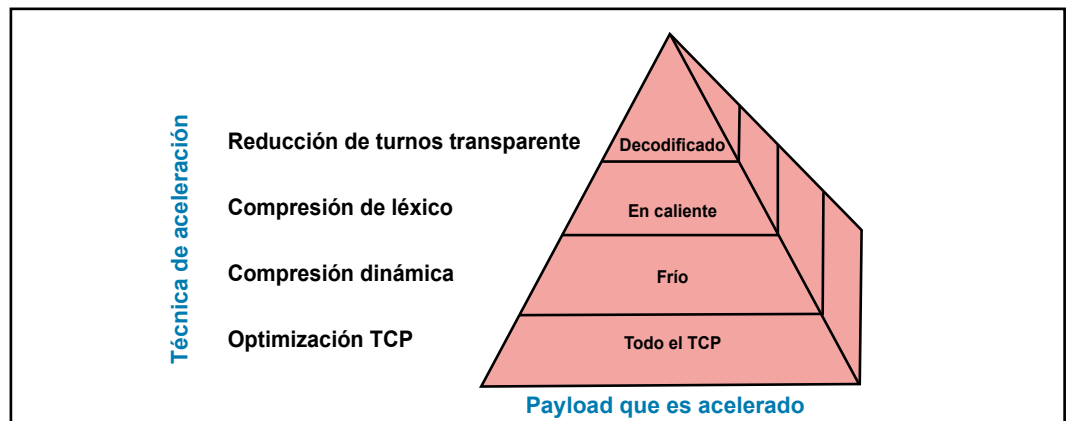 Técnica de aceleración
Reducción de turnos transparente
Decodificado
Compresión de léxico
En caliente
Compresión dinámica
Frío
Optimización TCP
Todo el TCP
Payload que es acelerado